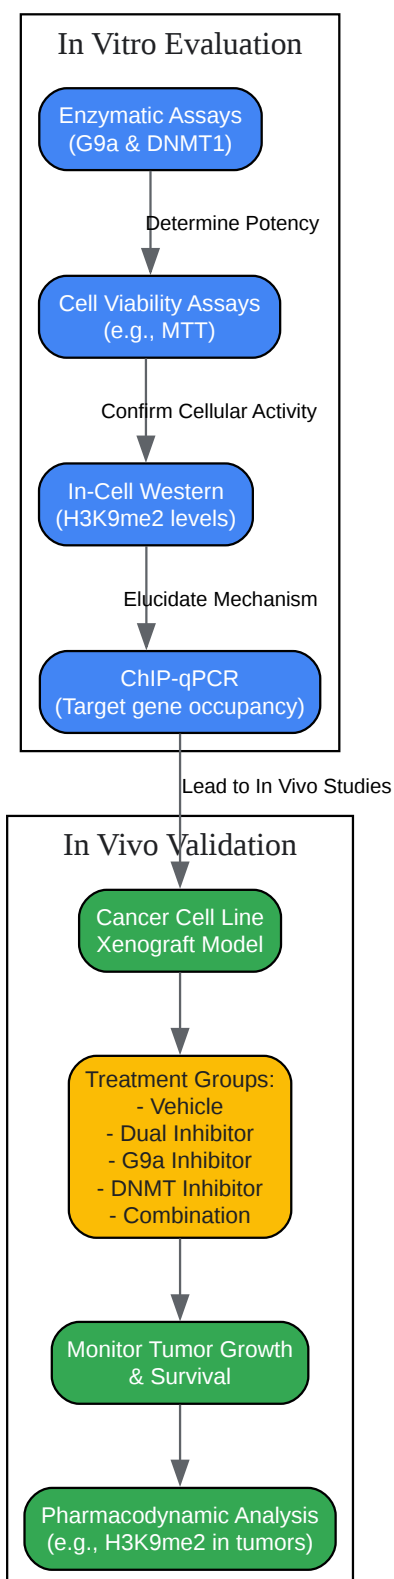 In Vitro Evaluation
Enzymatic Assays
(G9a & DNMT1)
Determine Potency
Cell Viability Assays
(e.g., MTT)
Confirm Cellular Activity
In-Cell Western
(H3K9me2 levels)
Elucidate Mechanism
ChIP-qPCR
(Target gene occupancy)
Lead to In Vivo Studies
In Vivo Validation
Cancer Cell Line
Xenograft Model
Treatment Groups:
- Vehicle
- Dual Inhibitor
- G9a Inhibitor
- DNMT Inhibitor
- Combination
Monitor Tumor Growth
& Survival
Pharmacodynamic Analysis
(e.g., H3K9me2 in tumors)